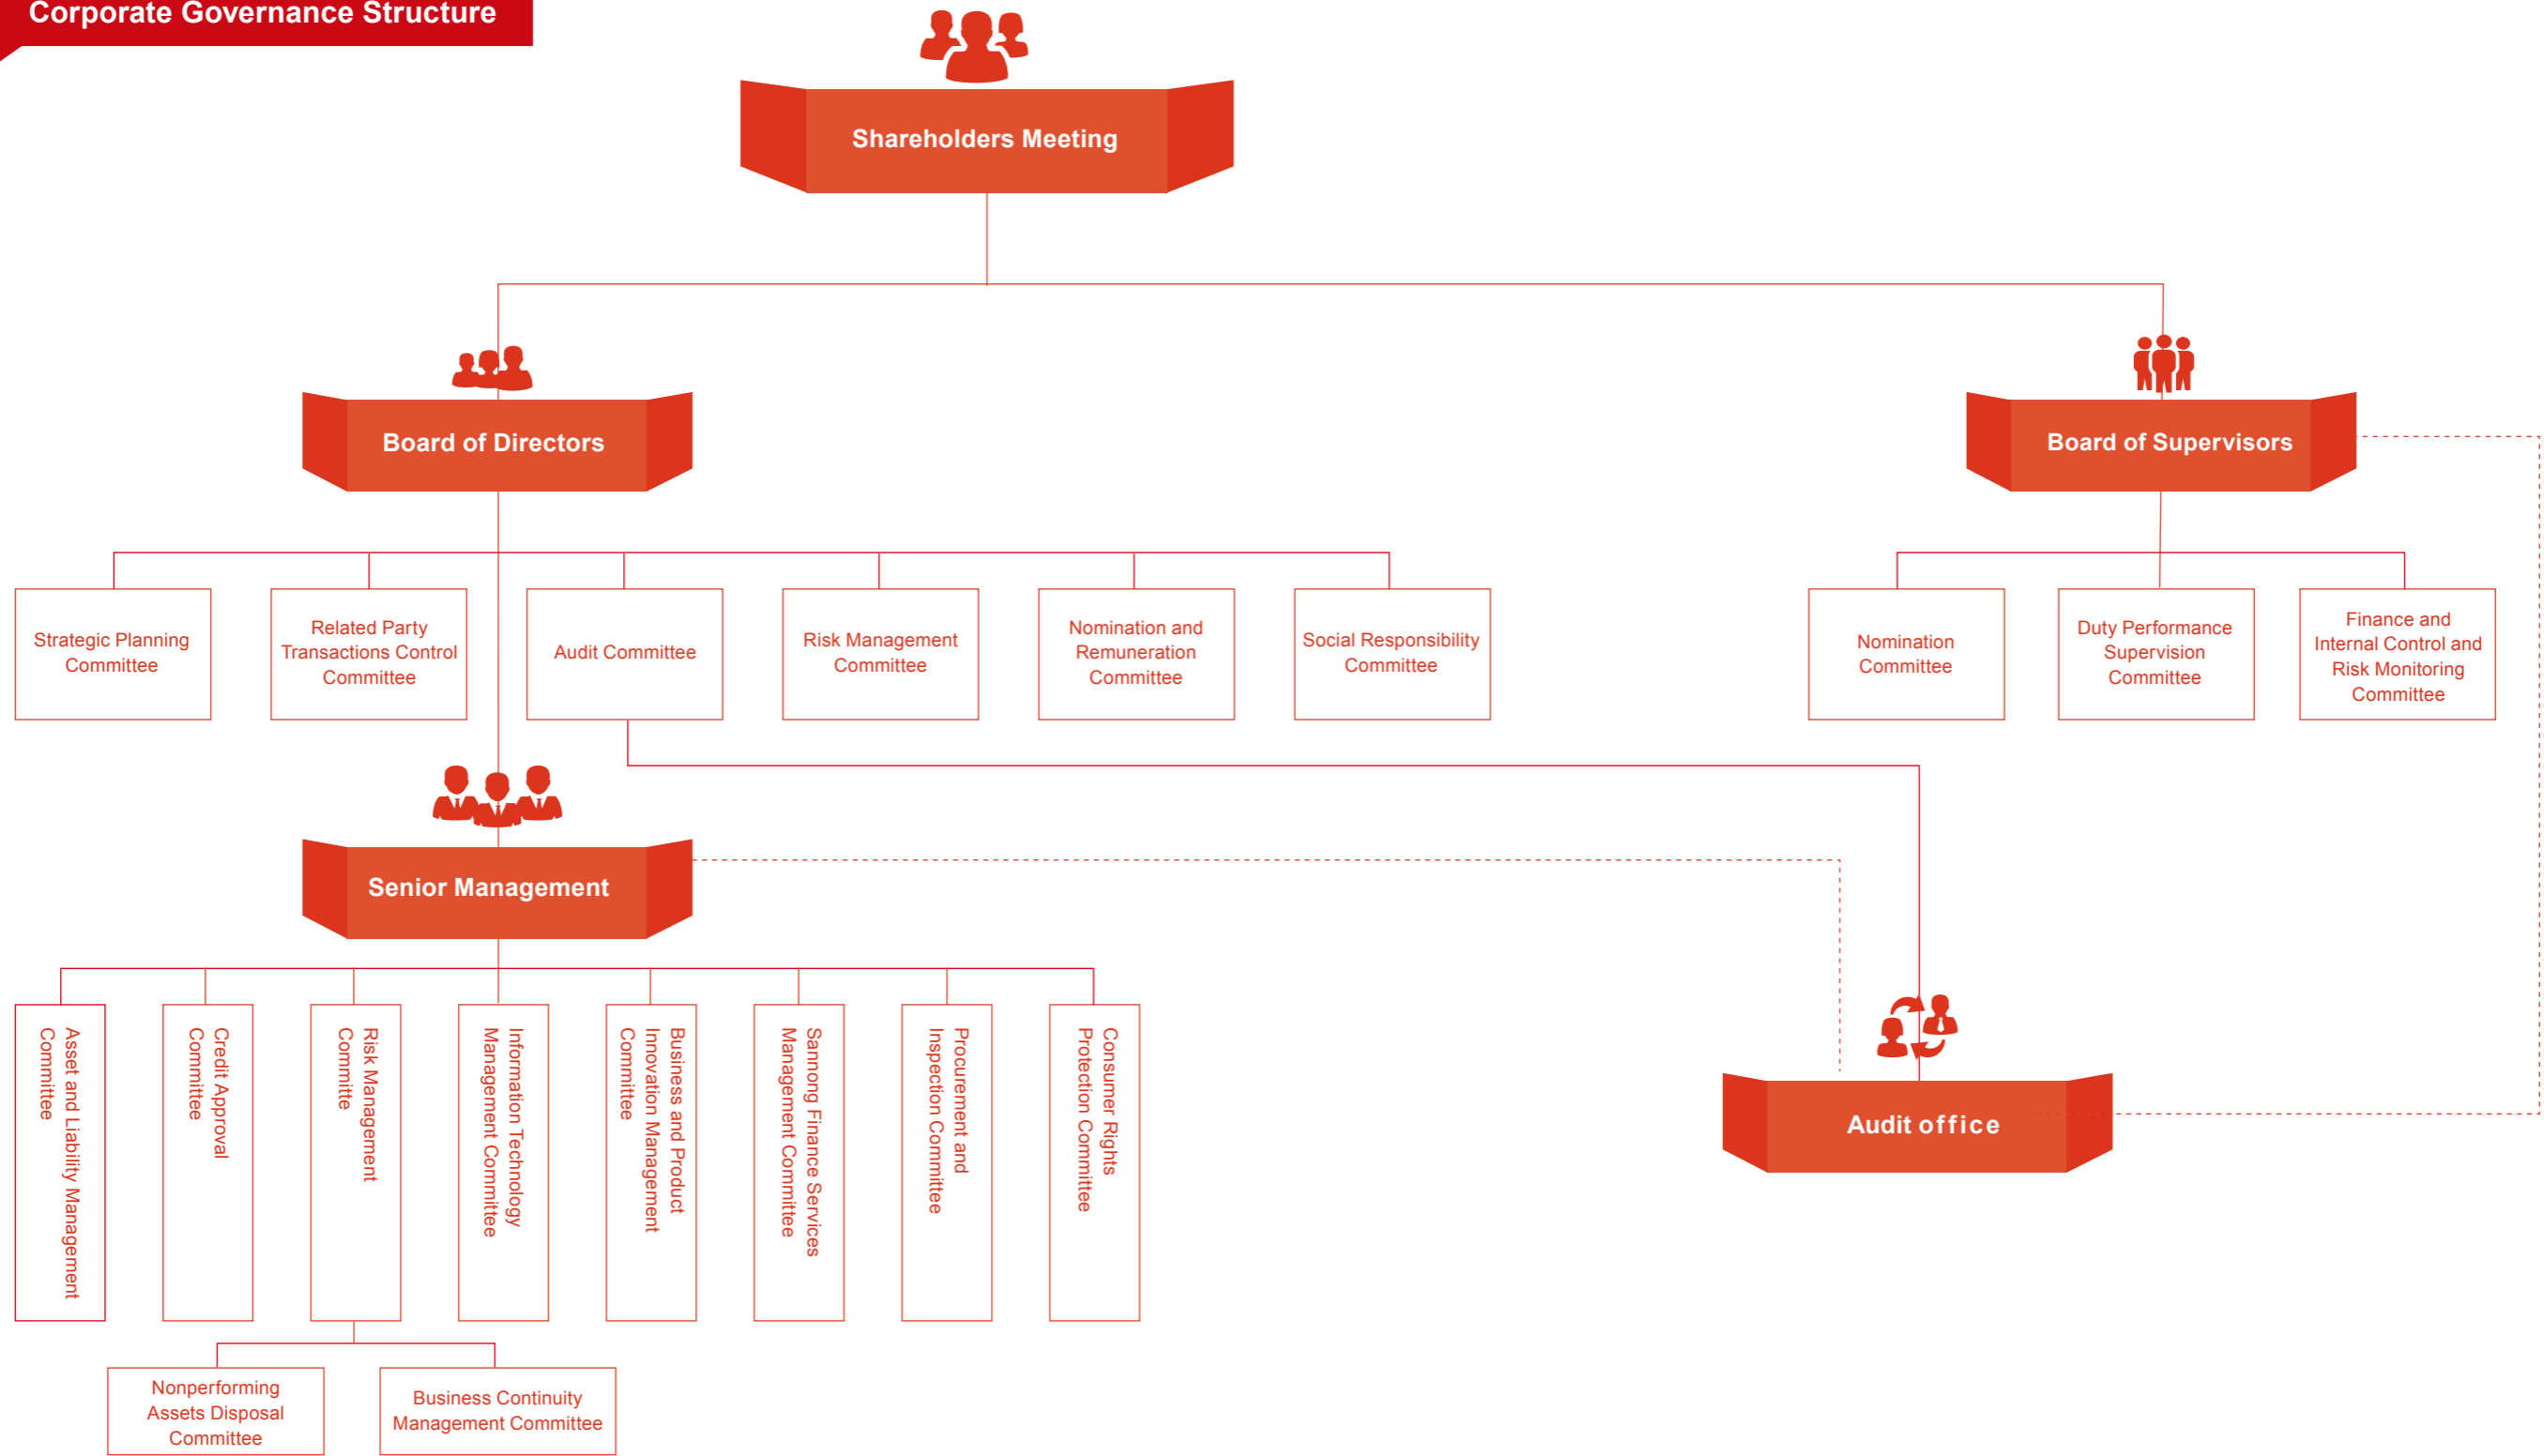 Corporate Governance Structure
Shareholders Meeting
Board of Directors
Board of Supervisors
Strategic Planning
Committee
Related Party
Transactions Control
Committee
Audit Committee
Risk Management
Committee
Nomination and
Remuneration
Committee
Social Responsibility
Committee
Nomination
Committee
Duty Performance
Supervision
Committee
Finance and
Internal Control and
Risk Monitoring
Committee
Senior Management
Asset and Liability Management
Committee
Credit Approval
Committee
Risk Management
Committe
Information Technology
Management Committee
Business and Product
Innovation Management
Committee
Sannong Finance Services
Management Committee
Procurement and
Inspection Committee
Consumer Rights
Protection Committee
Audit office
Nonperforming
Assets Disposal
Committee
Business Continuity
Management Committee